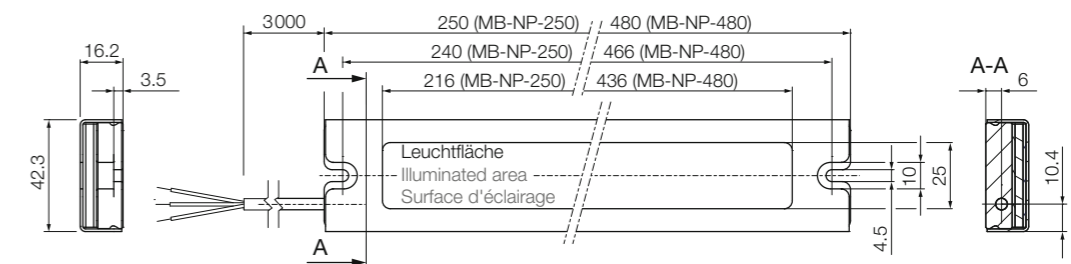 3000
250 (MB-NP-250)
480 (MB-NP-480)
16.2
240 (MB-NP-250)
466 (MB-NP-480)
A
A-A
3.5
216 (MB-NP-250)
436 (MB-NP-480)
6
42.3
Leuchtfläche
Illuminated area
Surface d'éclairage
10
25
10.4
4.5
A